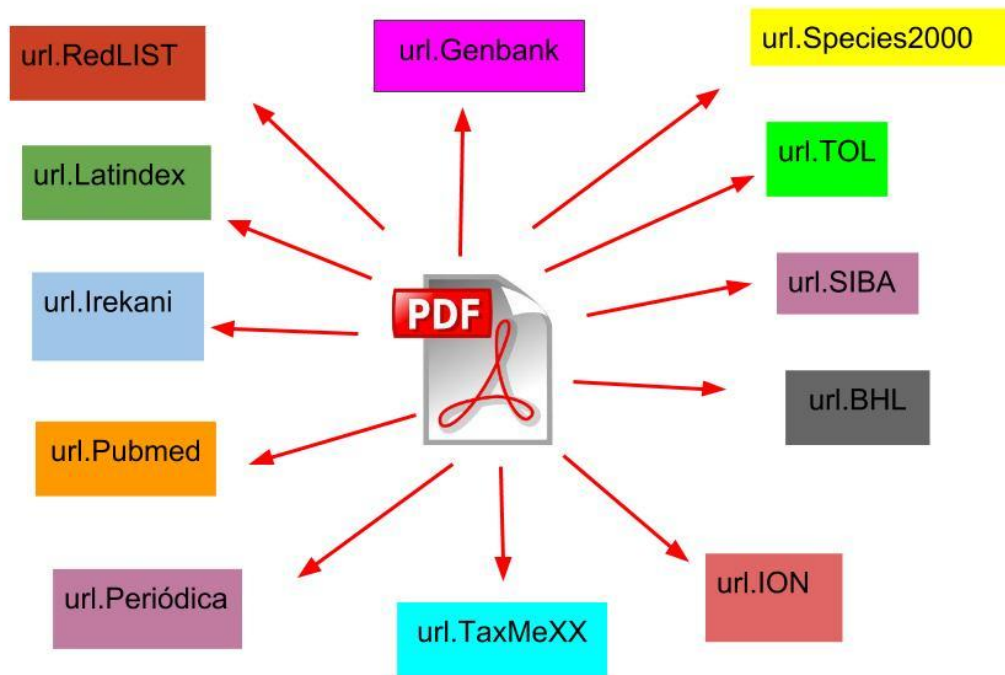 url.RedLIST
url.Genbank
url.Species2000
url.Latindex
url.TOL
url.Irekani
url.SIBA
PDF
url.Pubmed
url.BHL
url.Periódica
url.TaxMeXX
url.ION